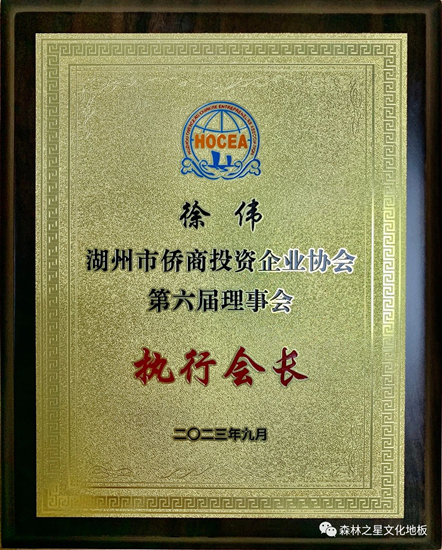 HOCEA
徐伟
湖州市侨商投资企业协会
第六届理事会
执行会长
二〇二三年九月
森林之星文化地板